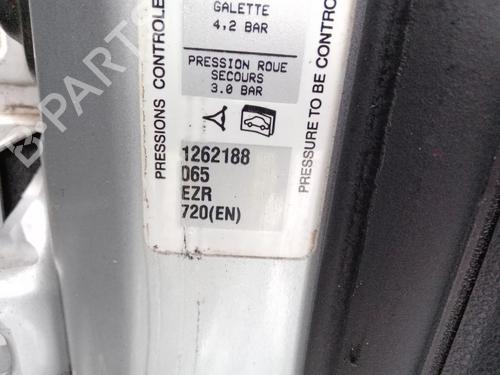 GALETTE
4,2 BAR
PRESSION ROUE
SECOURS
3.0 BAR
PRESSIONS CONTROLE
PRESSURE TO BE CONTRO
1262188
065
EZR
720(EN)
B-PARTS